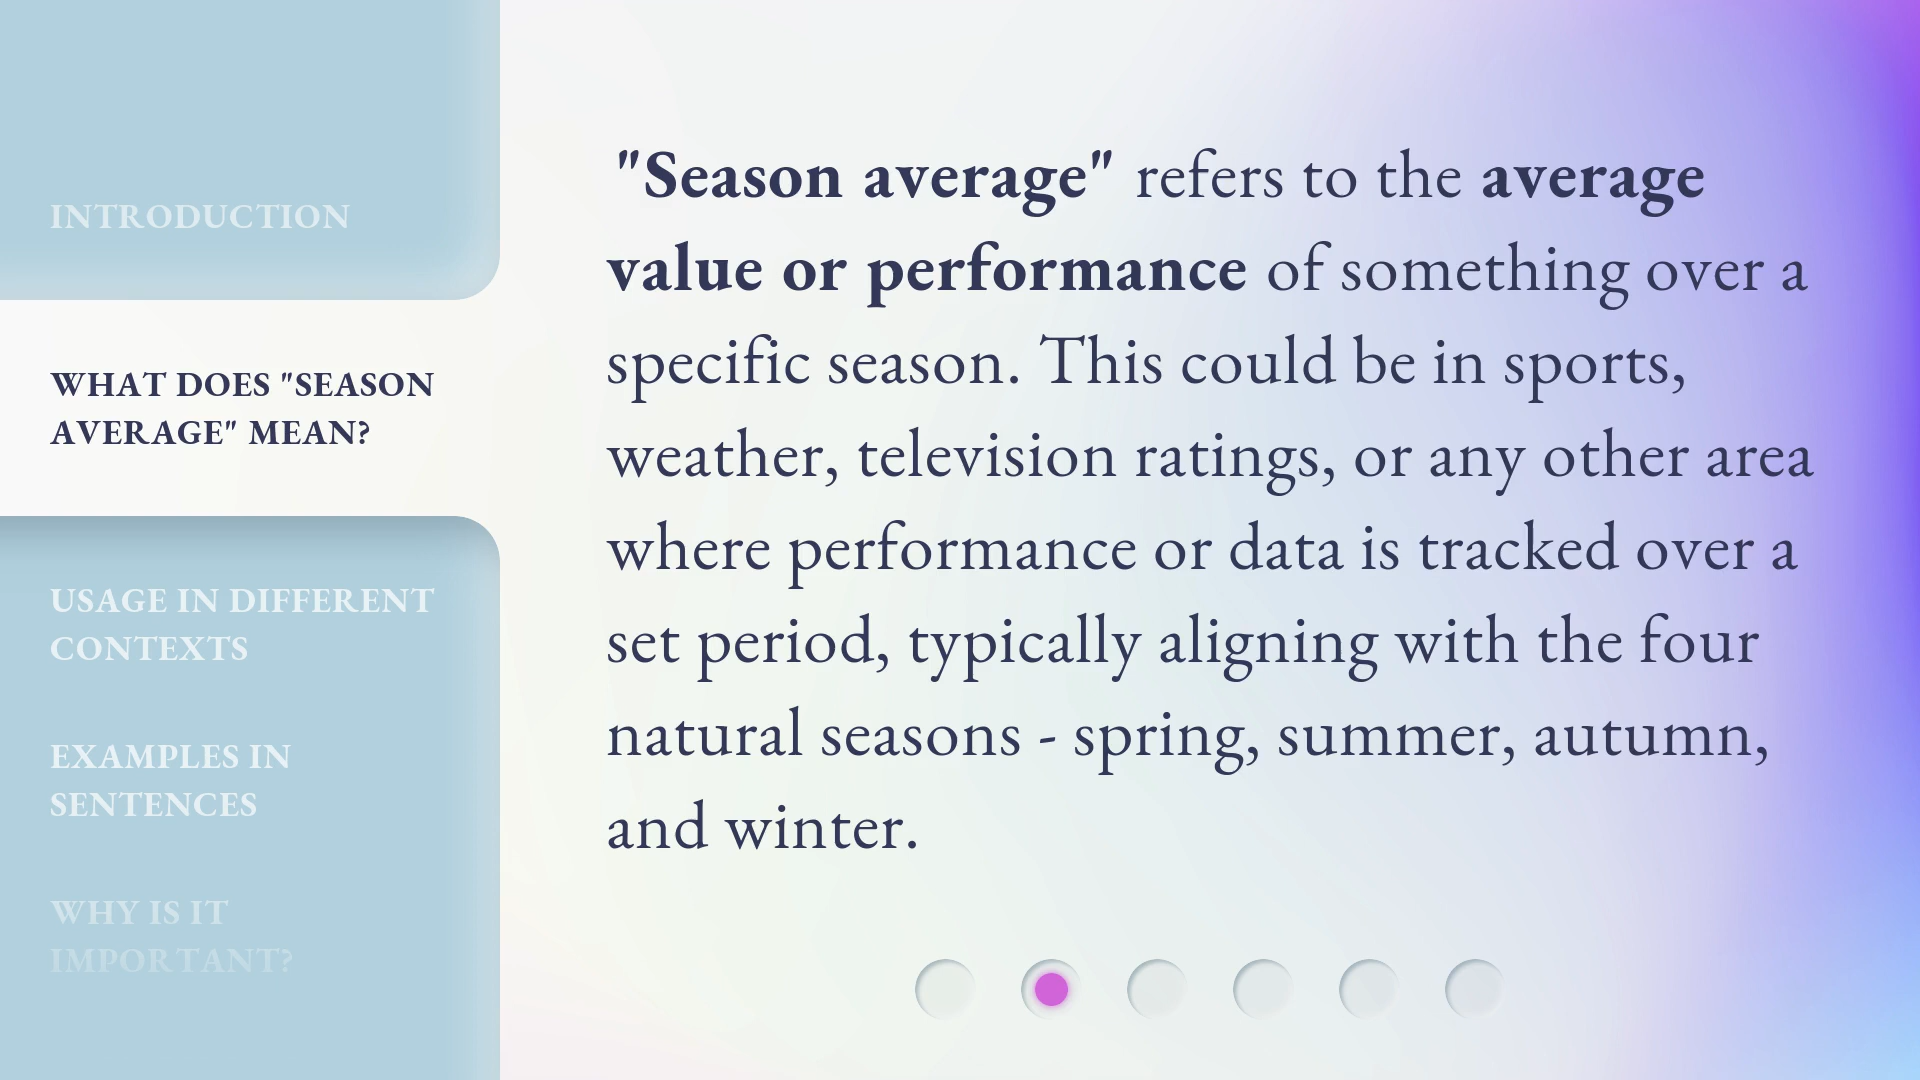 INTRODUCTION
WHAT DOES "SEASON
AVERAGE" MEAN?
USAGE IN DIFFERENT
CONTEXTS
EXAMPLES IN
SENTENCES
WHY IS IT
IMPORTANT?
"Season average" refers to the average
value or performance of something over a
specific season. This could be in sports,
weather, television ratings, or any other area
where performance or data is tracked over a
set period, typically aligning with the four
natural seasons - spring, summer, autumn,
and winter.